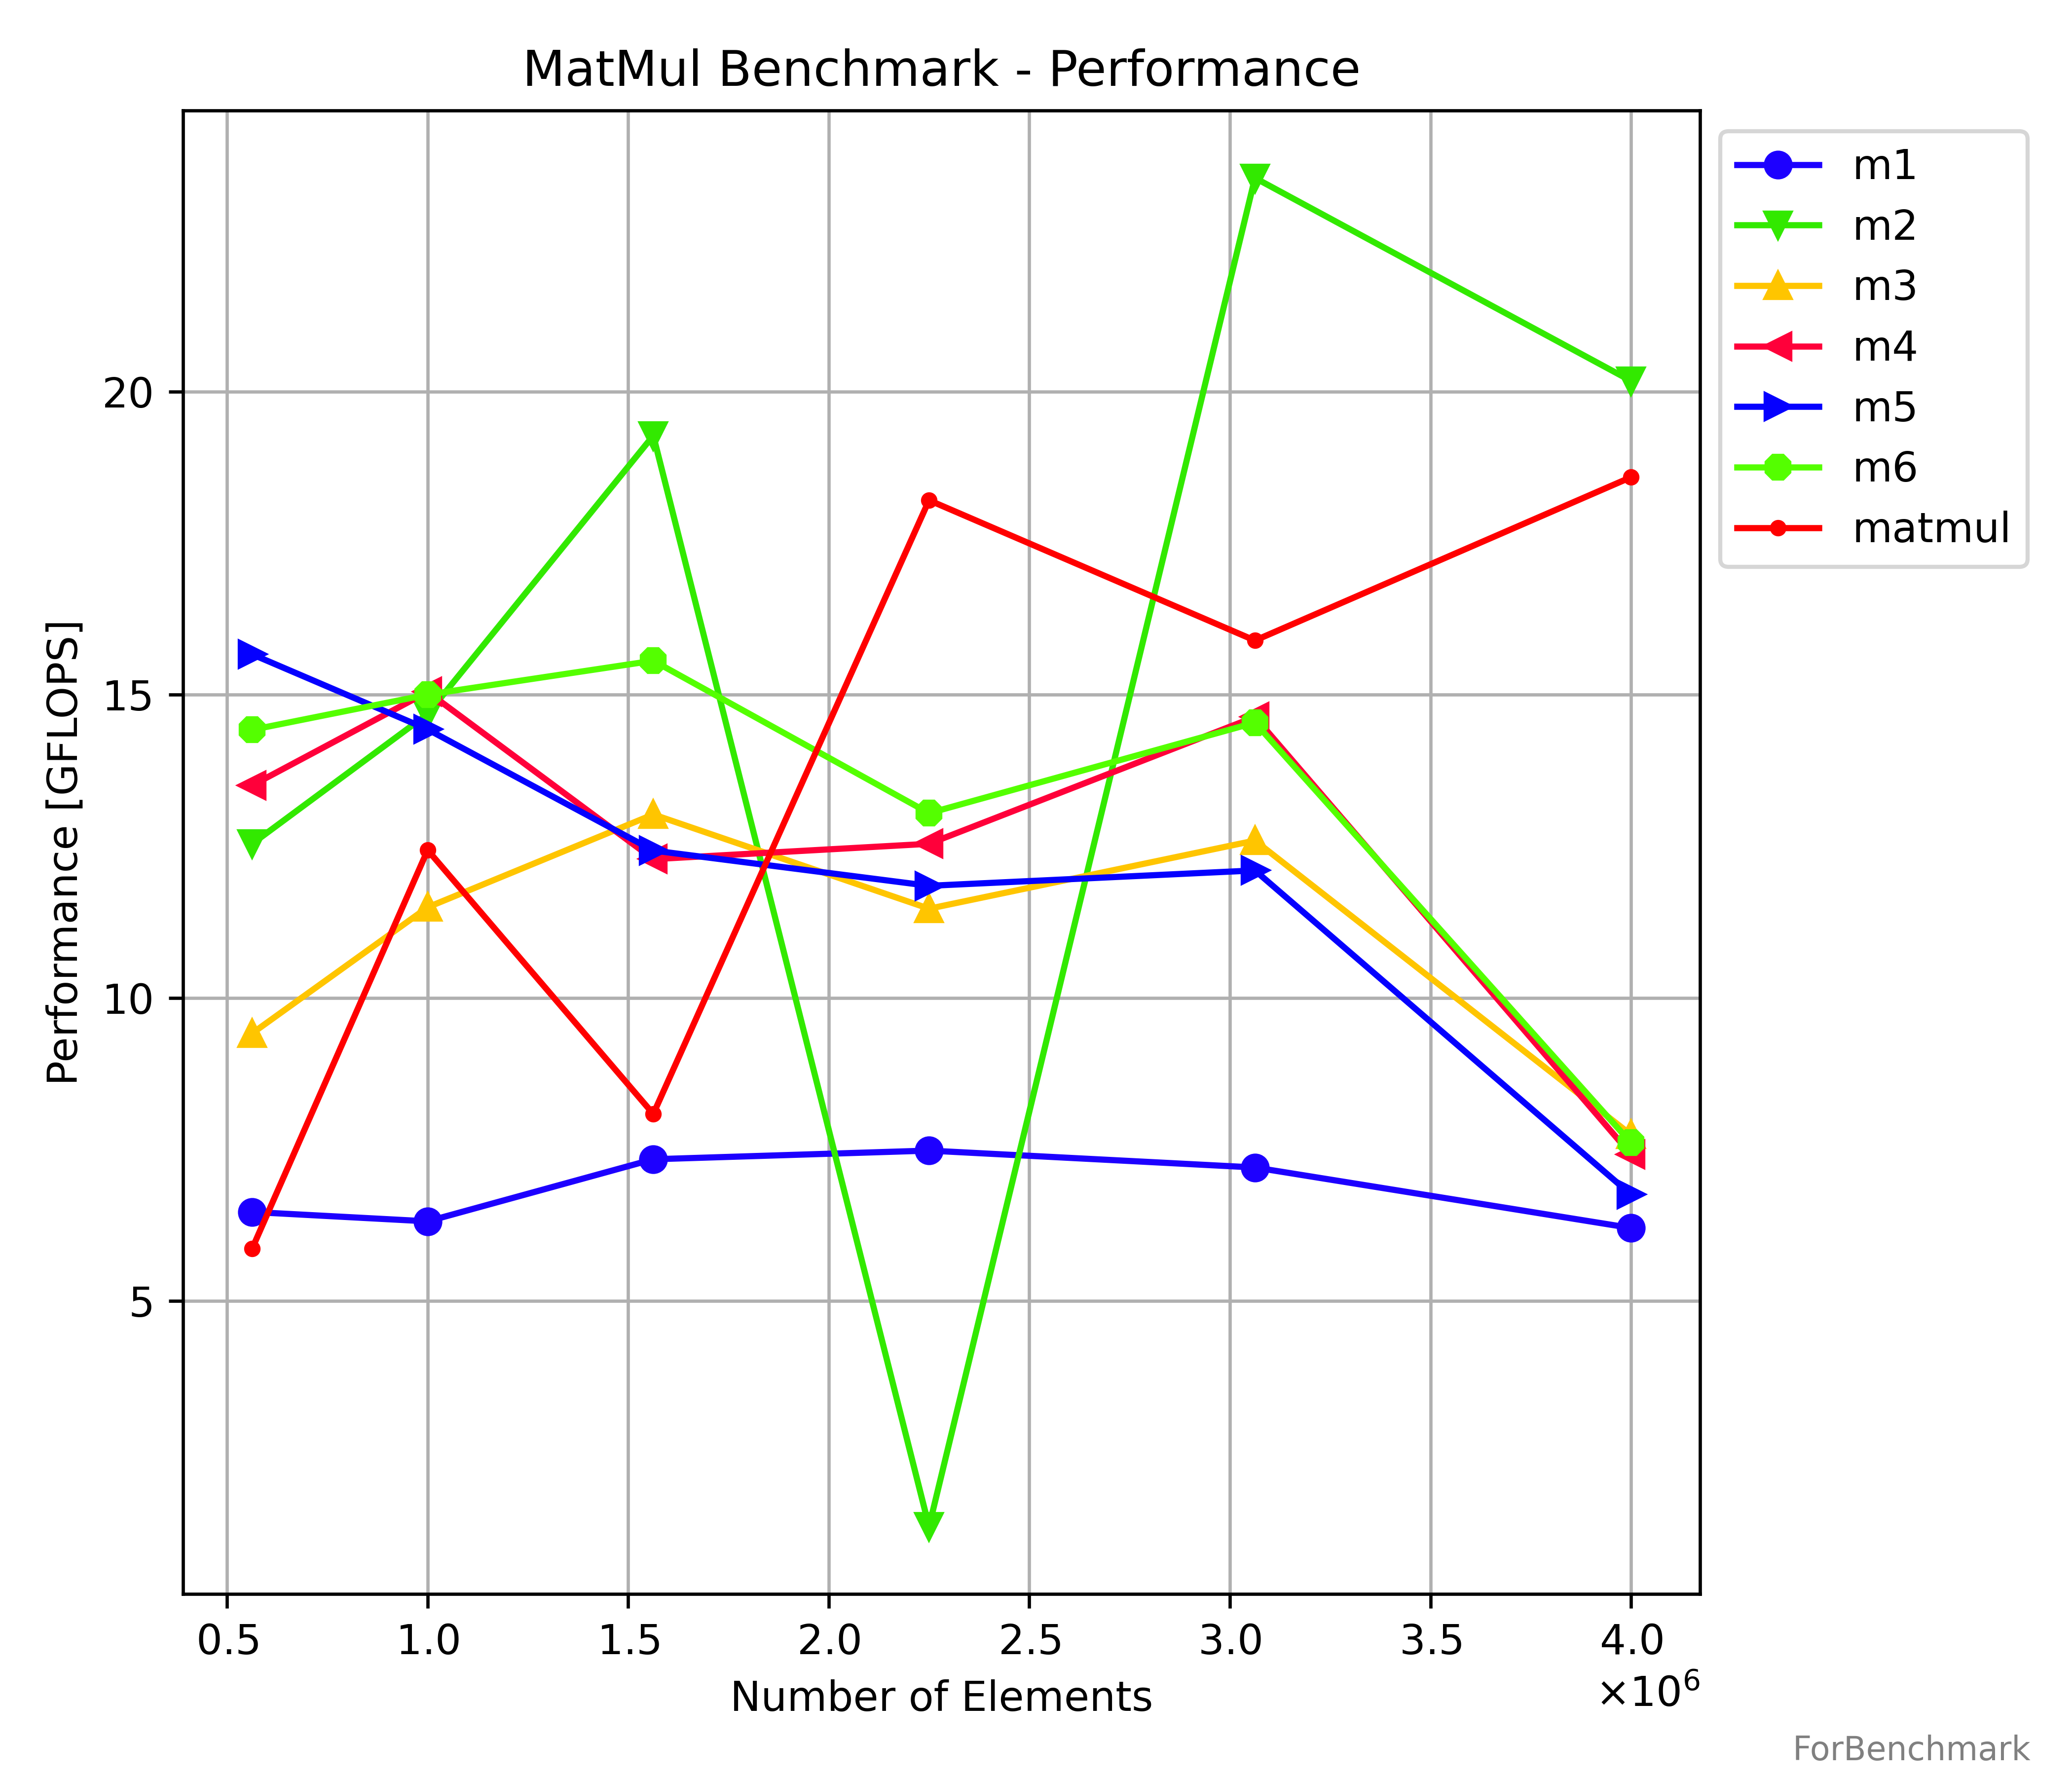 MatMul Benchmark - Performance
m1
m2
m3
m4
m5
m6
matmul
Performance [GFLOPS]
20
15
10
5
0.5 1.0 1.5 2.0 2.5 3.0 3.5 4.0
×10⁶
Number of Elements
ForBenchmark